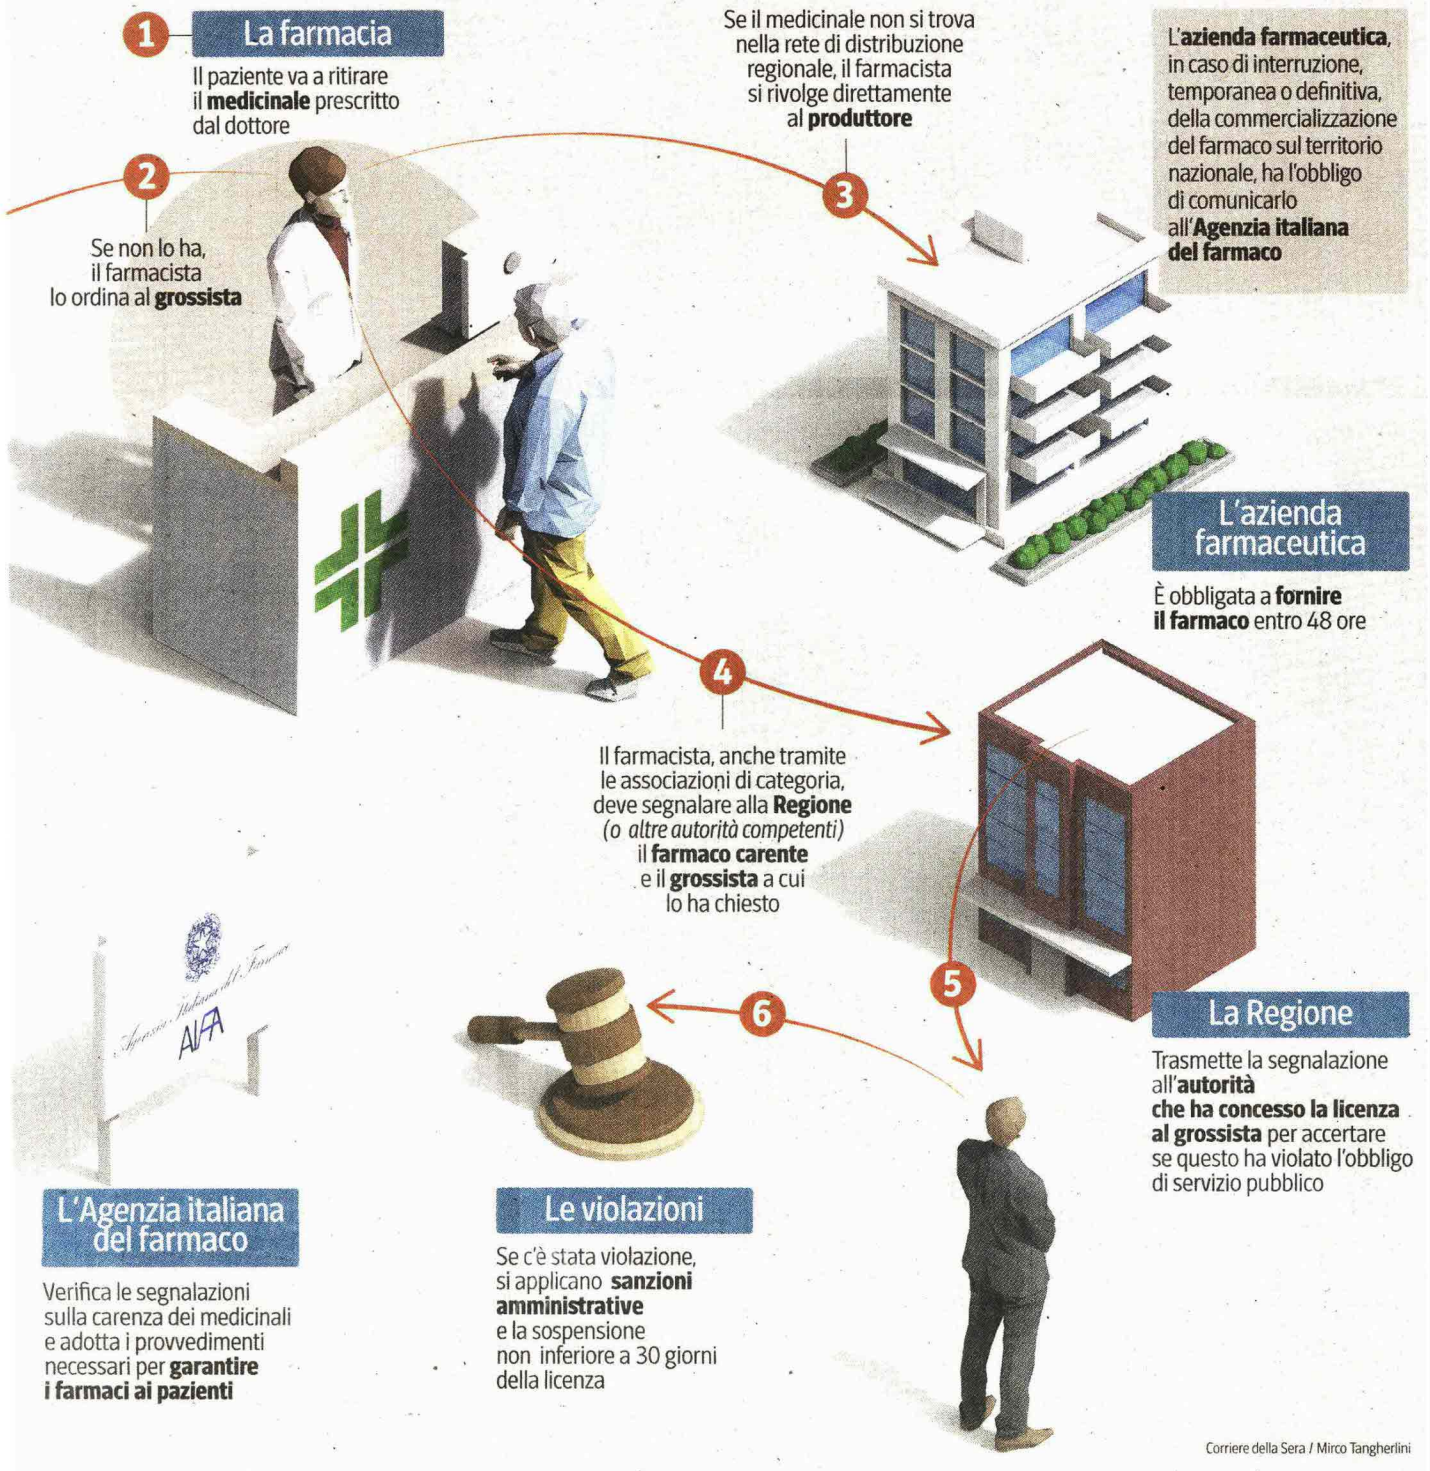 1
La farmacia
Il paziente va a ritirare
il medicinale prescritto
dal dottore
2
Se non lo ha,
il farmacista
lo ordina al grossista
Se il medicinale non si trova
nella rete di distribuzione
regionale, il farmacista
si rivolge direttamente
al produttore
3
L'azienda farmaceutica,
in caso di interruzione,
temporanea o definitiva,
della commercializzazione
del farmaco sul territorio
nazionale, ha l'obbligo
di comunicarlo
all'Agenzia italiana
del farmaco
L'azienda
farmaceutica
È obbligata a fornire
il farmaco entro 48 ore
4
Il farmacista, anche tramite
le associazioni di categoria,
deve segnalare alla Regione
(o altre autorità competenti)
il farmaco carente
e il grossista a cui
lo ha chiesto
5
La Regione
Trasmette la segnalazione
all'autorità
che ha concesso la licenza
al grossista per accertare
se questo ha violato l'obbligo
di servizio pubblico
6
Le violazioni
Se c'è stata violazione,
si applicano sanzioni
amministrative
e la sospensione
non inferiore a 30 giorni
della licenza
Agenzia Italiana del Farmaco
AIFA
L'Agenzia italiana
del farmaco
Verifica le segnalazioni
sulla carenza dei medicinali
e adotta i provvedimenti
necessari per garantire
i farmaci ai pazienti
Corriere della Sera / Mirco Tangherlini